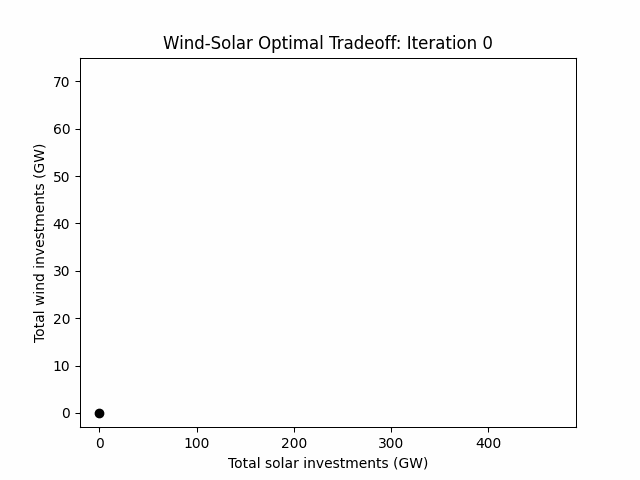 Wind-Solar Optimal Tradeoff: Iteration 0
Total wind investments (GW)
70
60
50
40
30
20
10
0
0 100 200 300 400
Total solar investments (GW)